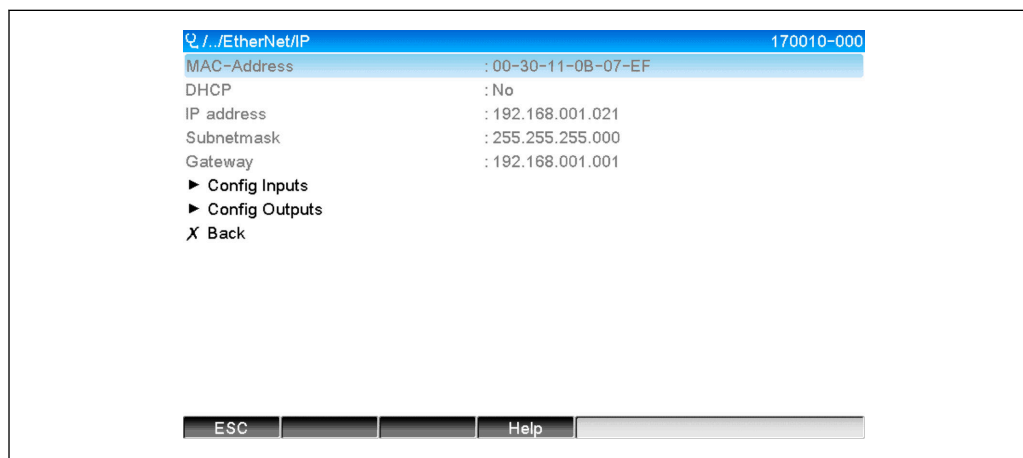 /../EtherNet/IP 170010-000
MAC-Address : 00-30-11-0B-07-EF
DHCP : No
IP address : 192.168.001.021
Subnetmask : 255.255.255.000
Gateway : 192.168.001.001
► Config Inputs
► Config Outputs
X Back
ESC Help